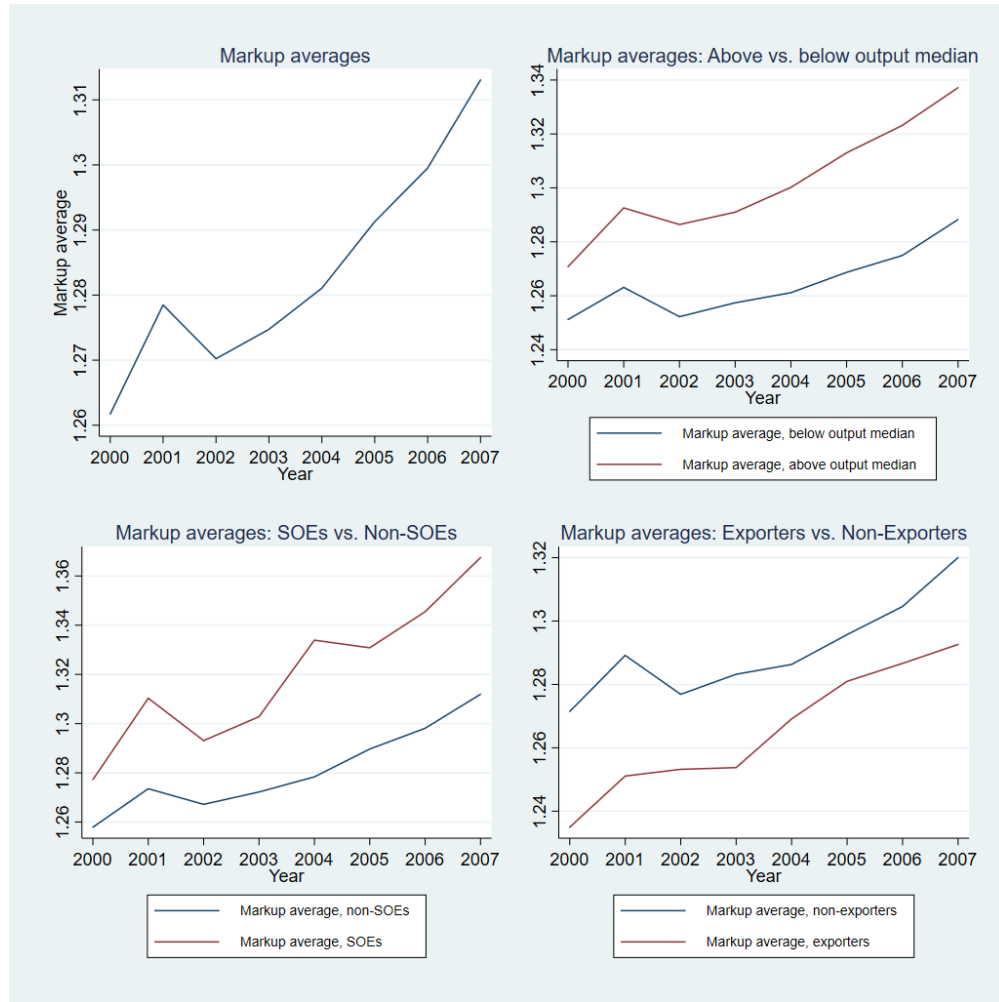 Markup averages
Markup average
1.31
1.3
1.29
1.28
1.27
1.26
2000 2001 2002 2003 2004 2005 2006 2007
Year
Markup averages: Above vs. below output median
1.34
1.32
1.3
1.28
1.26
1.24
2000 2001 2002 2003 2004 2005 2006 2007
Year
Markup average, below output median
Markup average, above output median
Markup averages: SOEs vs. Non-SOEs
1.36
1.34
1.32
1.3
1.28
1.26
2000 2001 2002 2003 2004 2005 2006 2007
Year
Markup average, non-SOEs
Markup average, SOEs
Markup averages: Exporters vs. Non-Exporters
1.32
1.3
1.28
1.26
1.24
2000 2001 2002 2003 2004 2005 2006 2007
Year
Markup average, non-exporters
Markup average, exporters